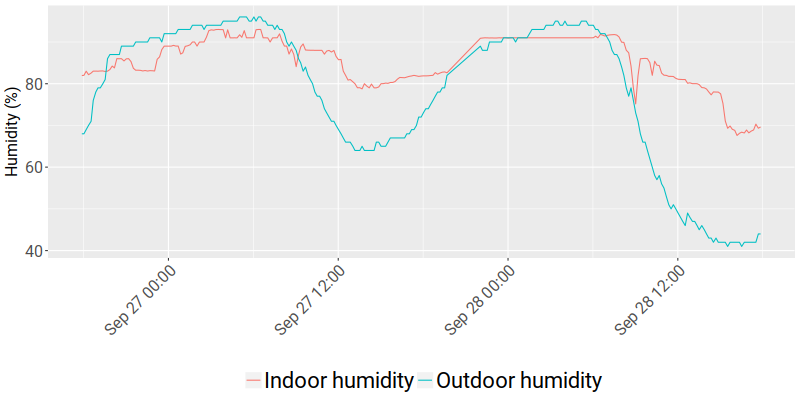 Humidity (%)
80
60
40
Sep 27 00:00
Sep 27 12:00
Sep 28 00:00
Sep 28 12:00
Indoor humidity Outdoor humidity